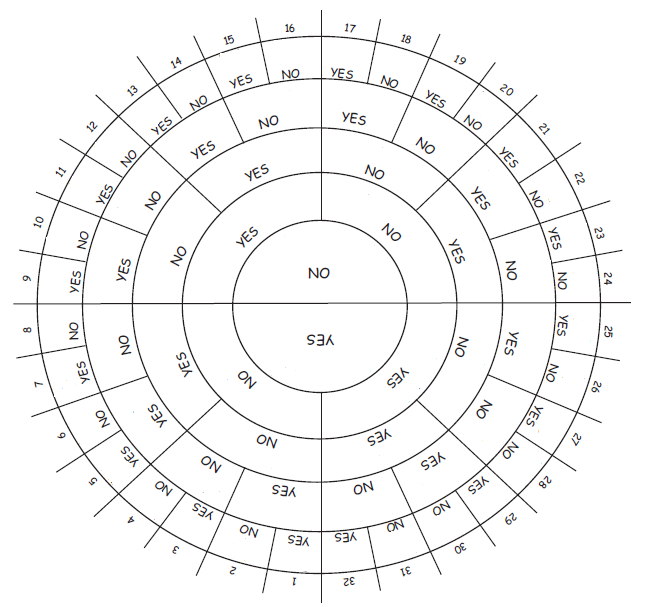 1 2 3 4 5 6 7 8 9 10 11 12 13 14 15 16 17 18 19 20 21 22 23 24 25 26 27 28 29 30 31 32
YES NO YES NO YES NO YES NO YES NO YES NO YES NO YES NO YES NO YES NO YES NO YES NO YES NO YES NO YES NO NO YES
YES NO YES NO YES NO YES NO YES NO YES NO YES NO YES NO
NO YES NO YES NO YES NO YES
NO YES NO YES
NO
YES